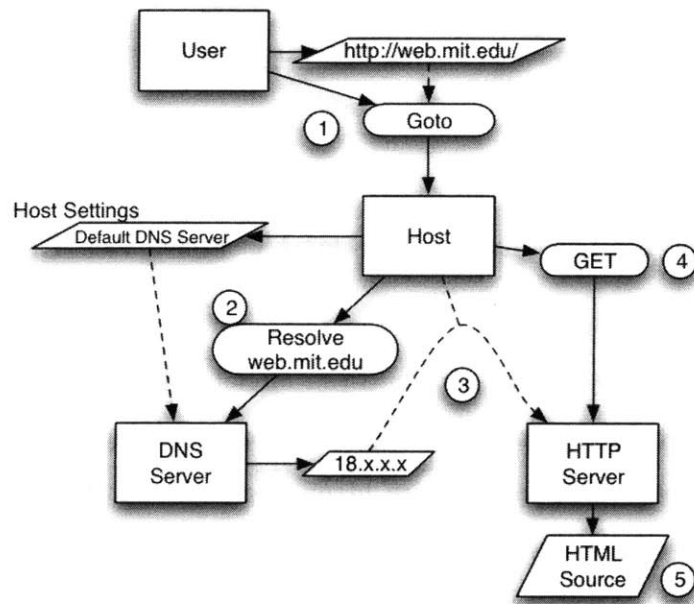 User
http://web.mit.edu/
1
Goto
Host Settings
Default DNS Server
Host
GET
4
2
Resolve
web.mit.edu
3
DNS
Server
18.x.x.x
HTTP
Server
HTML
Source
5